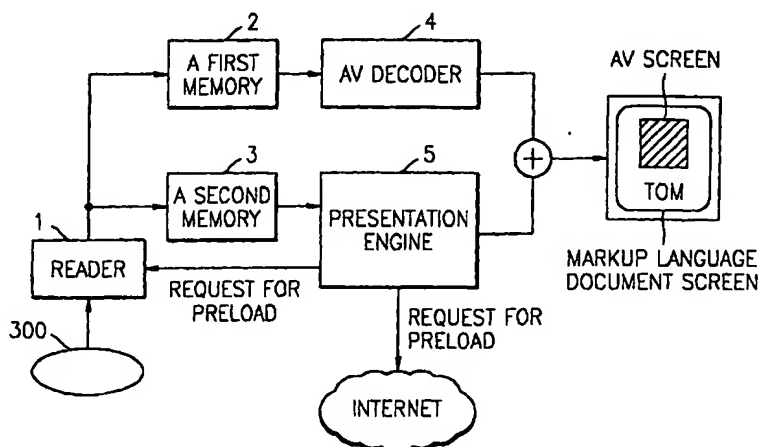 2
A FIRST
MEMORY
4
AV DECODER
AV SCREEN
3
A SECOND
MEMORY
5
PRESENTATION
ENGINE
TOM
MARKUP LANGUAGE
DOCUMENT SCREEN
1
READER
REQUEST FOR
PRELOAD
REQUEST FOR
PRELOAD
300
INTERNET